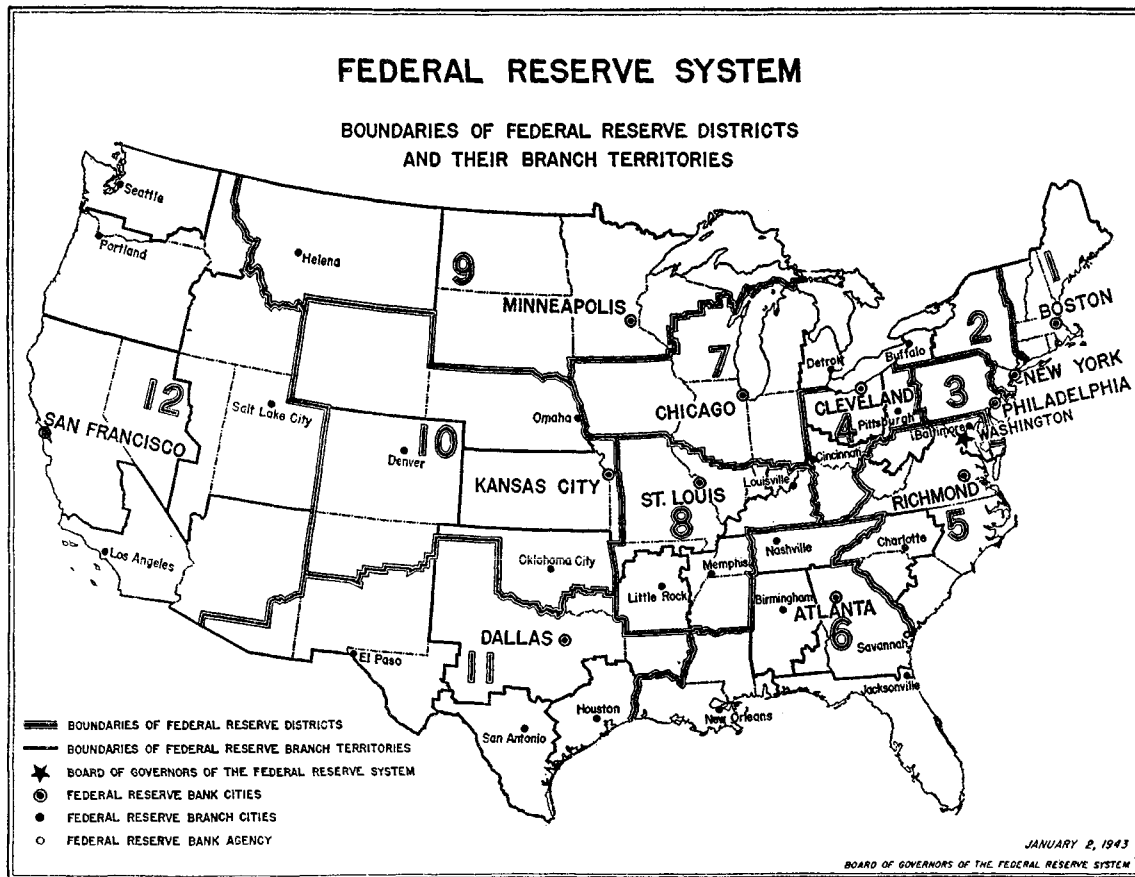 FEDERAL RESERVE SYSTEM
BOUNDARIES OF FEDERAL RESERVE DISTRICTS
AND THEIR BRANCH TERRITORIES
Seattle
Portland
Helena
9
MINNEAPOLIS
1
BOSTON
2
Buffalo
Detroit
7
NEW YORK
3
PHILADELPHIA
CLEVELAND
4
Pittsburgh
WASHINGTON
Baltimore
Cincinnati
CHICAGO
Omaha
12
Salt Lake City
SAN FRANCISCO
10
Denver
KANSAS CITY
ST. LOUIS
8
Louisville
RICHMOND
5
Charlotte
Nashville
Memphis
Oklahoma City
Little Rock
Los Angeles
Birmingham
ATLANTA
6
Savannah
Jacksonville
DALLAS
11
El Paso
Houston
San Antonio
New Orleans
BOUNDARIES OF FEDERAL RESERVE DISTRICTS
BOUNDARIES OF FEDERAL RESERVE BRANCH TERRITORIES
BOARD OF GOVERNORS OF THE FEDERAL RESERVE SYSTEM
FEDERAL RESERVE BANK CITIES
FEDERAL RESERVE BRANCH CITIES
FEDERAL RESERVE BANK AGENCY
JANUARY 2, 1943
BOARD OF GOVERNORS OF THE FEDERAL RESERVE SYSTEM